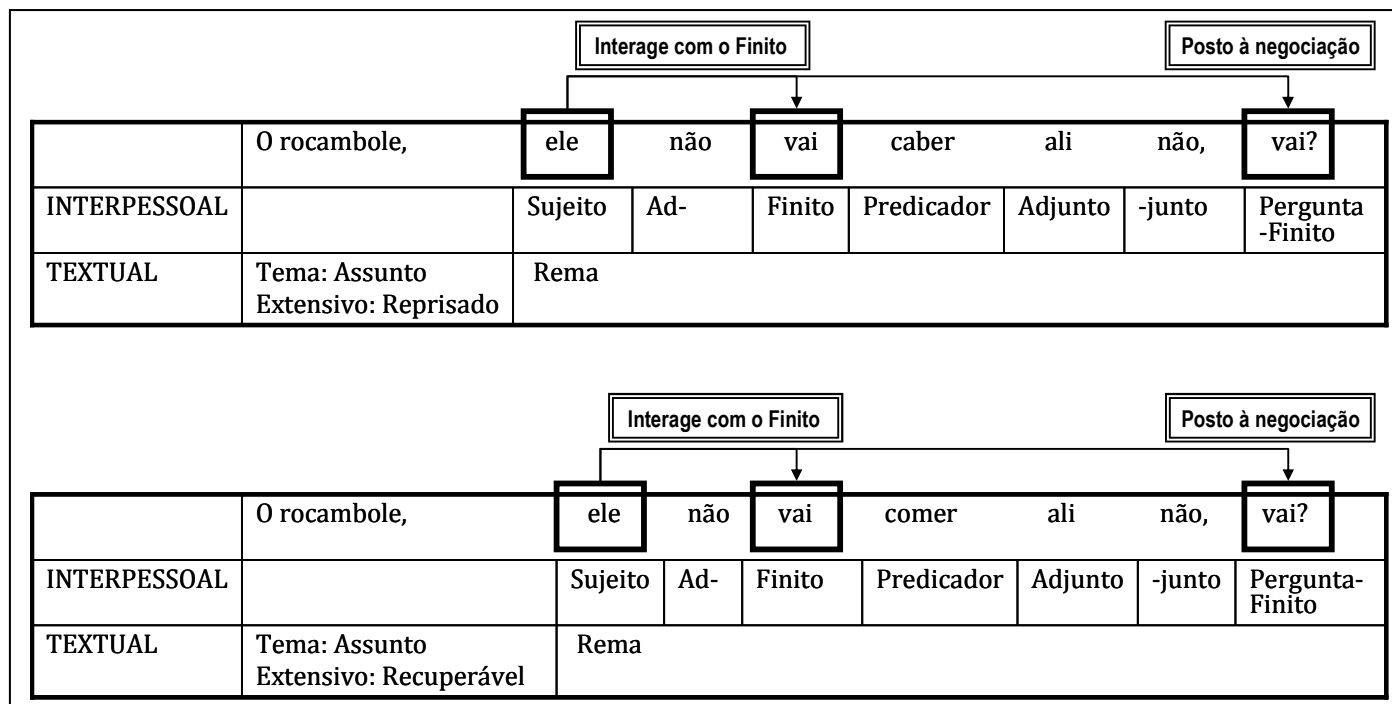 Interage com o Finito Posto à negociação
O rocambole, ele não vai caber ali não, vai?
INTERPESSOAL Sujeito Ad- Finito Predicador Adjunto -junto Pergunta
-Finito
TEXTUAL Tema: Assunto Rema
Extensivo: Reprisado
Interage com o Finito Posto à negociação
O rocambole, ele não vai comer ali não, vai?
INTERPESSOAL Sujeito Ad- Finito Predicador Adjunto -junto Pergunta-
Finito
TEXTUAL Tema: Assunto Rema
Extensivo: Recuperável